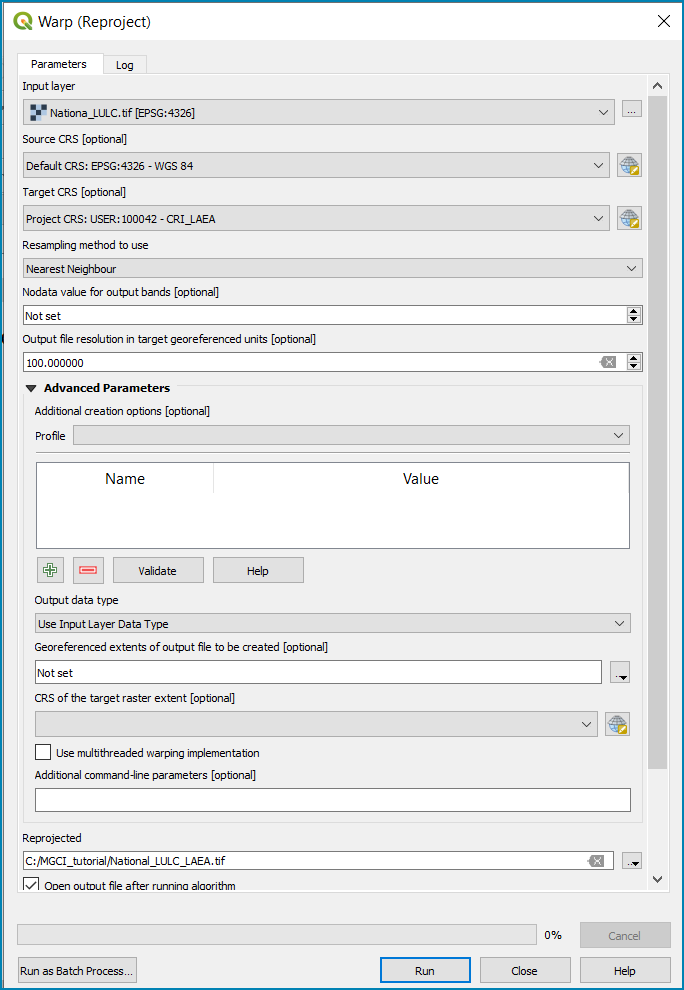 Warp (Reproject)
Parameters
Log
Input layer
Nationa_LULC.tif [EPSG:4326]
...
Source CRS [optional]
Default CRS: EPSG:4326 - WGS 84
Target CRS [optional]
Project CRS: USER:100042 - CRI_LAEA
Resampling method to use
Nearest Neighbour
Nodata value for output bands [optional]
Not set
Output file resolution in target georeferenced units [optional]
100.000000
Advanced Parameters
Additional creation options [optional]
Profile
Name Value
Validate Help
Output data type
Use Input Layer Data Type
Georeferenced extents of output file to be created [optional]
Not set
CRS of the target raster extent [optional]
Use multithreaded warping implementation
Additional command-line parameters [optional]
Reprojected
C:/MGCI_tutorial/National_LULC_LAEA.tif
Open output file after running algorithm
0% Cancel
Run as Batch Process... Run Close Help